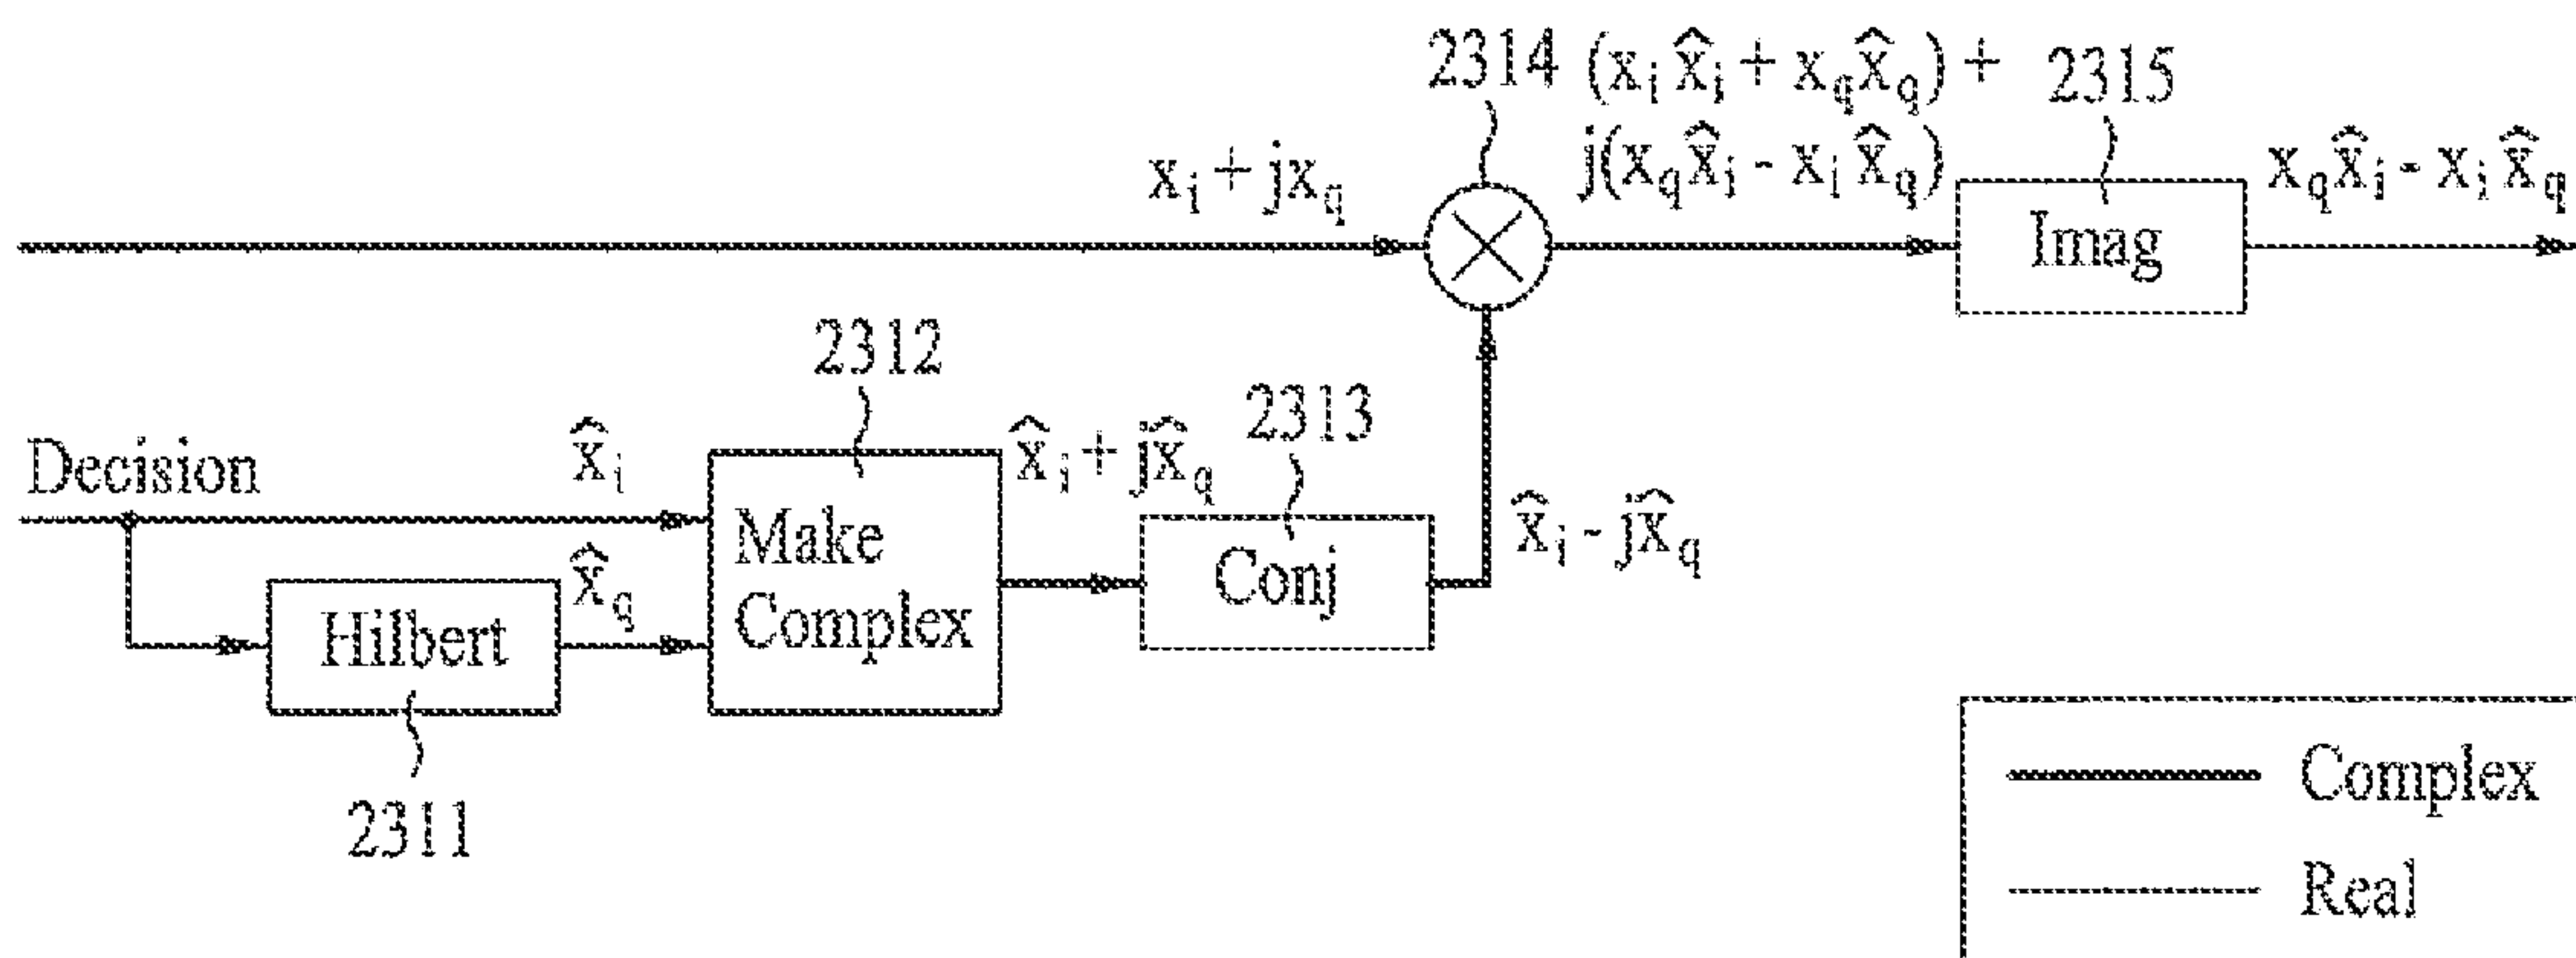 2314
(x_i x̂_i + x_q x̂_q) +
2315
j(x_q x̂_i - x_i x̂_q)
x_i + jx_q
x_q x̂_i - x_i x̂_q
Imag
2312
2313
Decision
x̂_i
x̂_i + jx̂_q
Make
Complex
x̂_i - jx̂_q
Conj
x̂_q
Hilbert
2311
Complex
Real